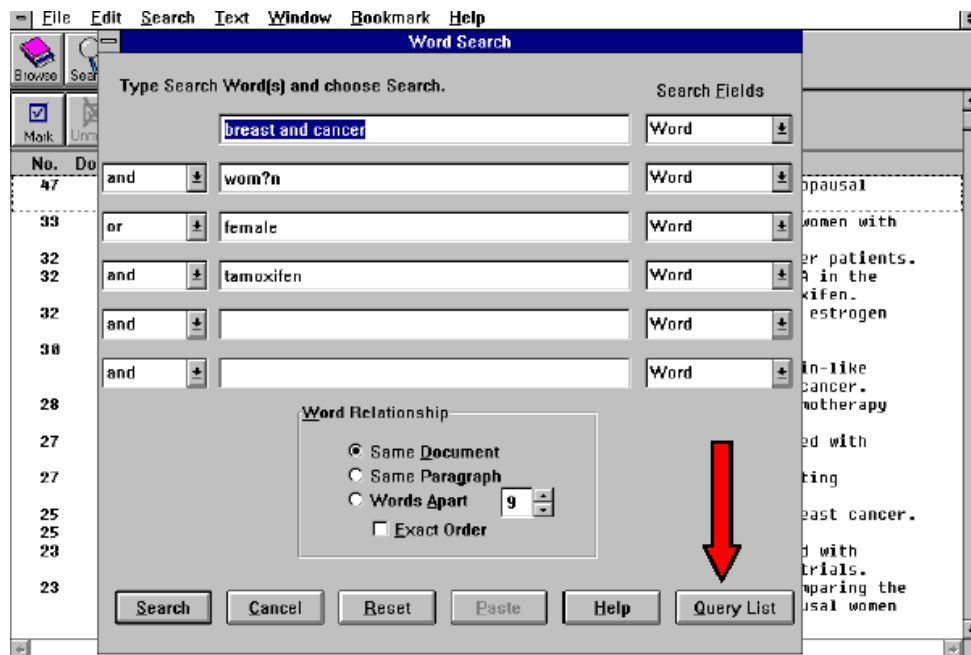 File Edit Search Text Window Bookmark Help
Word Search
Browse
Type Search Word(s) and choose Search.
Search Fields
Mark
breast and cancer Word
No.
and wom?n Word
47 opausal
33 women with
or female Word
32 er patients.
32 A in the
and tamoxifen Word
xifen.
32 estrogen
and Word
30
in-like
and Word
cancer.
28 motherapy
Word Relationship
27 ed with
Same Document
27 Same Paragraph ting
Words Apart 9
25 east cancer.
25 Exact Order
23 d with
trials.
23 mparing the
Search Cancel Reset Paste Help Query List
usal women